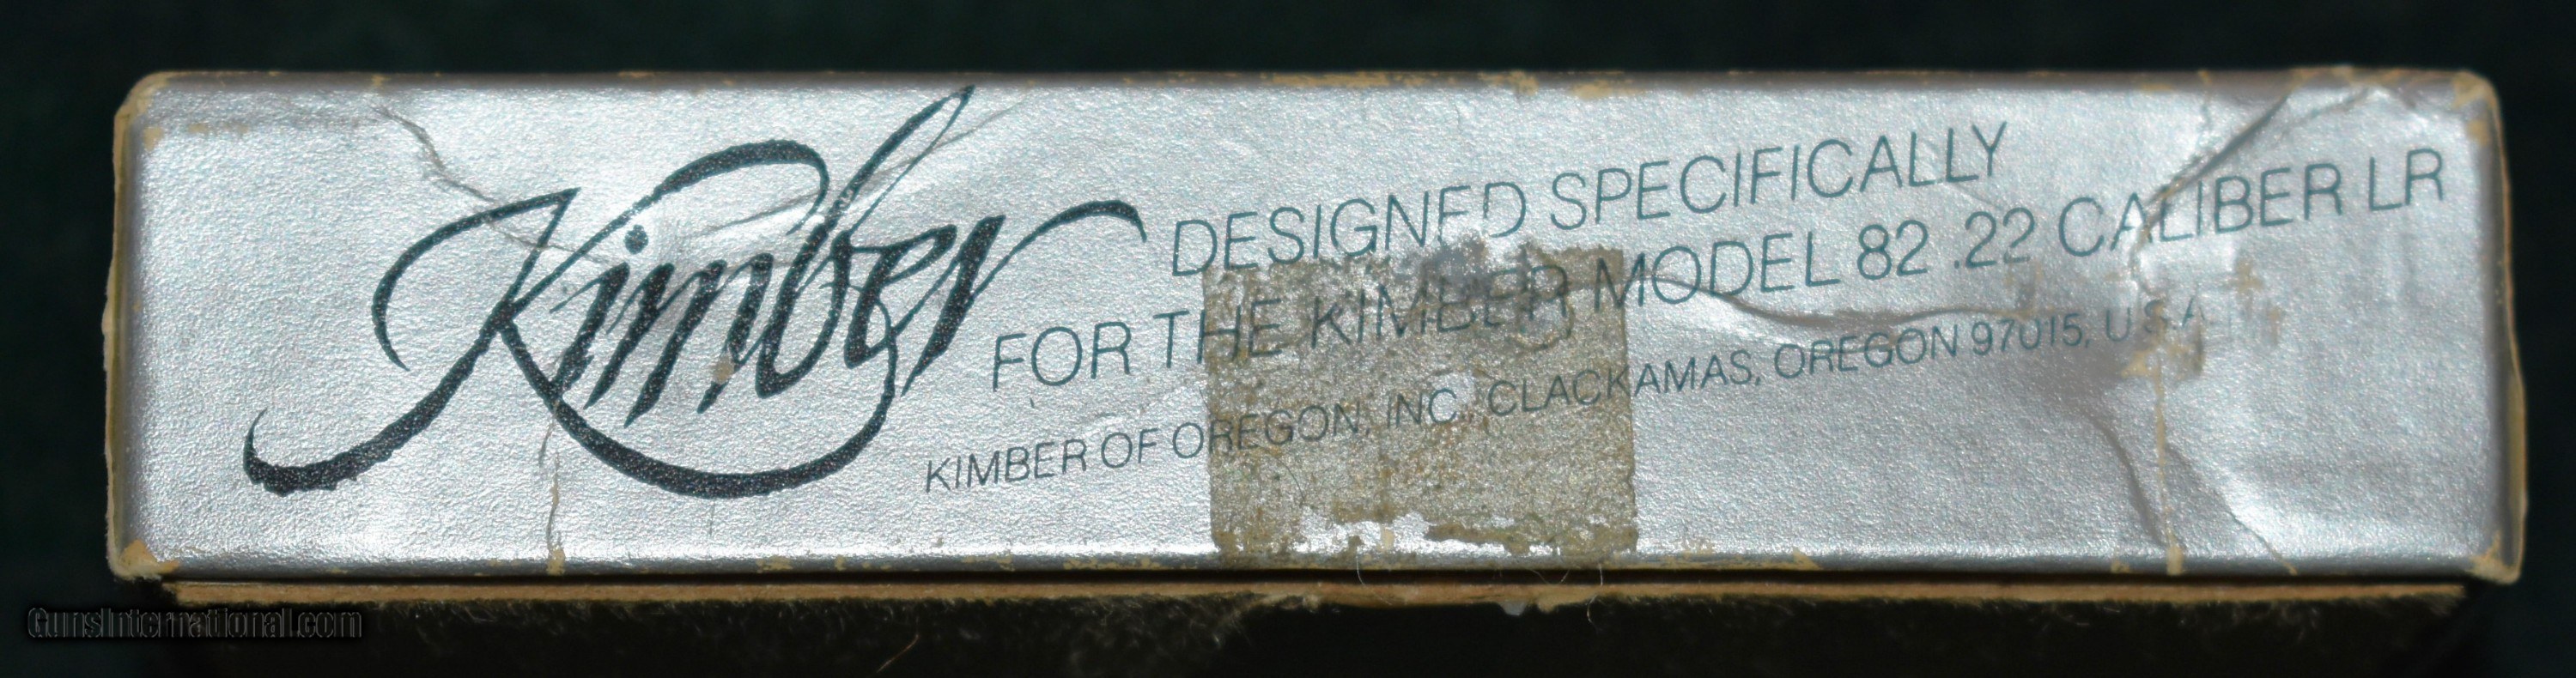 Kimber
DESIGNED SPECIFICALLY
FOR THE KIMBER MODEL 82 .22 CALIBER LR
KIMBER OF OREGON, INC., CLACKAMAS, OREGON 97015, U.S.A.
GunsInternational.com